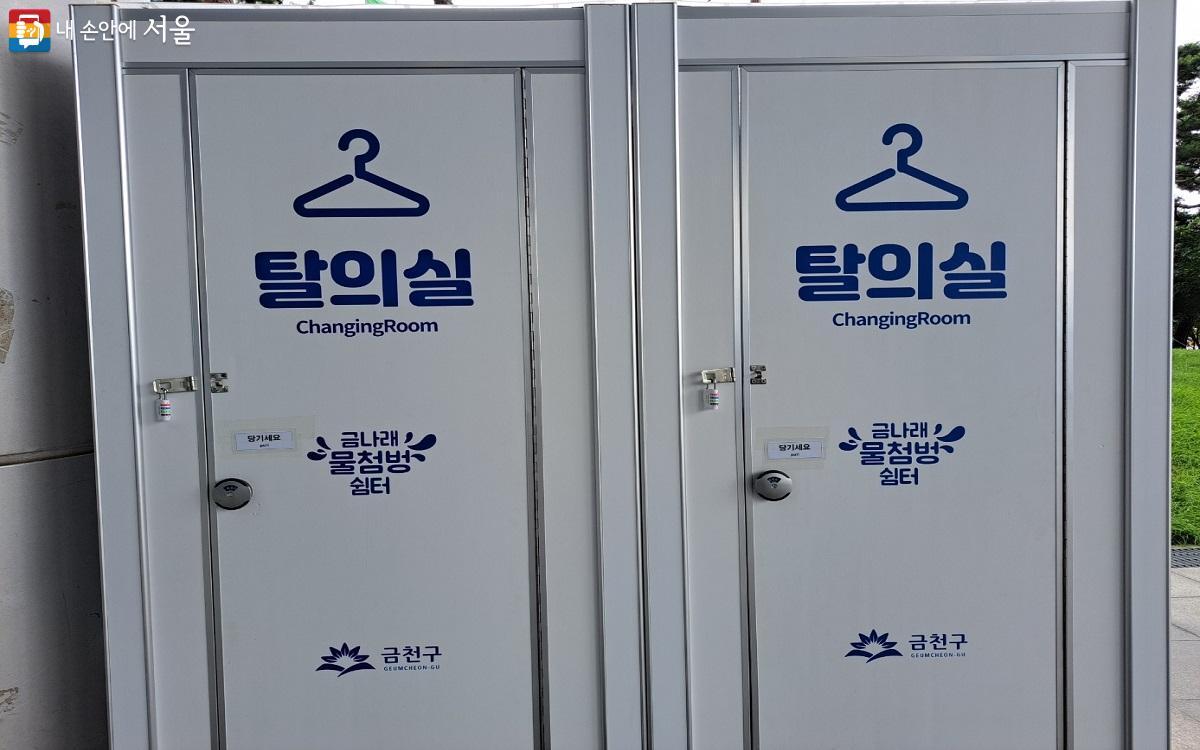 내 손안에 서울
탈의실
ChangingRoom
당기세요
금나래
물첨벙
쉼터
금천구
GEUMCHEON-GU
탈의실
ChangingRoom
당기세요
금나래
물첨벙
쉼터
금천구
GEUMCHEON-GU